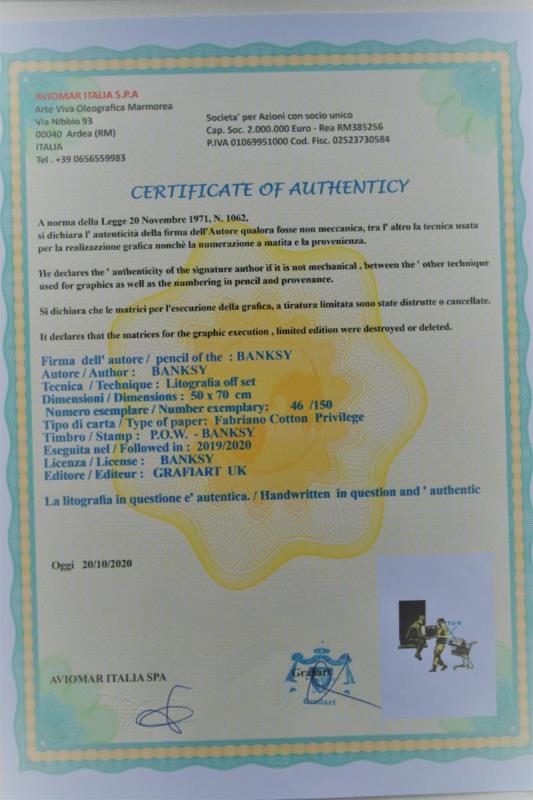 AVIOMAR ITALIA S.P.A
Arte Viva Oleografica Marmorea
Via Nibbio 93
00040 Ardea (RM)
ITALIA
Tel . +39 0656559983
Societa' per Azioni con socio unico
Cap. Soc. 2.000.000 Euro - Rea RM385256
P.IVA 01069951000 Cod. Fisc. 02523730584
CERTIFICATE OF AUTHENTICY
A norma della Legge 20 Novembre 1971, N. 1062,
si dichiara l' autenticità della firma dell'Autore qualora fosse non meccanica, tra l' altro la tecnica usata
per la realizazzione grafica nonchè la numerazione a matita e la provenienza.
He declares the ' authenticity of the signature author if it is not mechanical , between the ' other technique
used for graphics as well as the numbering in pencil and provenance.
Si dichiara che le matrici per l'esecuzione della grafica, a tiratura limitata sono state distrutte o cancellate.
It declares that the matrices for the graphic execution , limited edition were destroyed or deleted.
Firma dell' autore / pencil of the : BANKSY
Autore / Author : BANKSY
Tecnica / Technique : Litografia off set
Dimensioni / Dimensions : 50 x 70 cm
Numero esemplare / Number exemplary: 46 /150
Tipo di carta / Type of paper: Fabriano Cotton Privilege
Timbro / Stamp : P.O.W. - BANKSY
Eseguita nel / Followed in : 2019/2020
Licenza / License : BANKSY
Editore / Editeur : GRAFIART UK
La litografia in questione e' autentica. / Handwritten in question and ' authentic
Oggi 20/10/2020
AVIOMAR ITALIA SPA
Grafiart
Grafiart